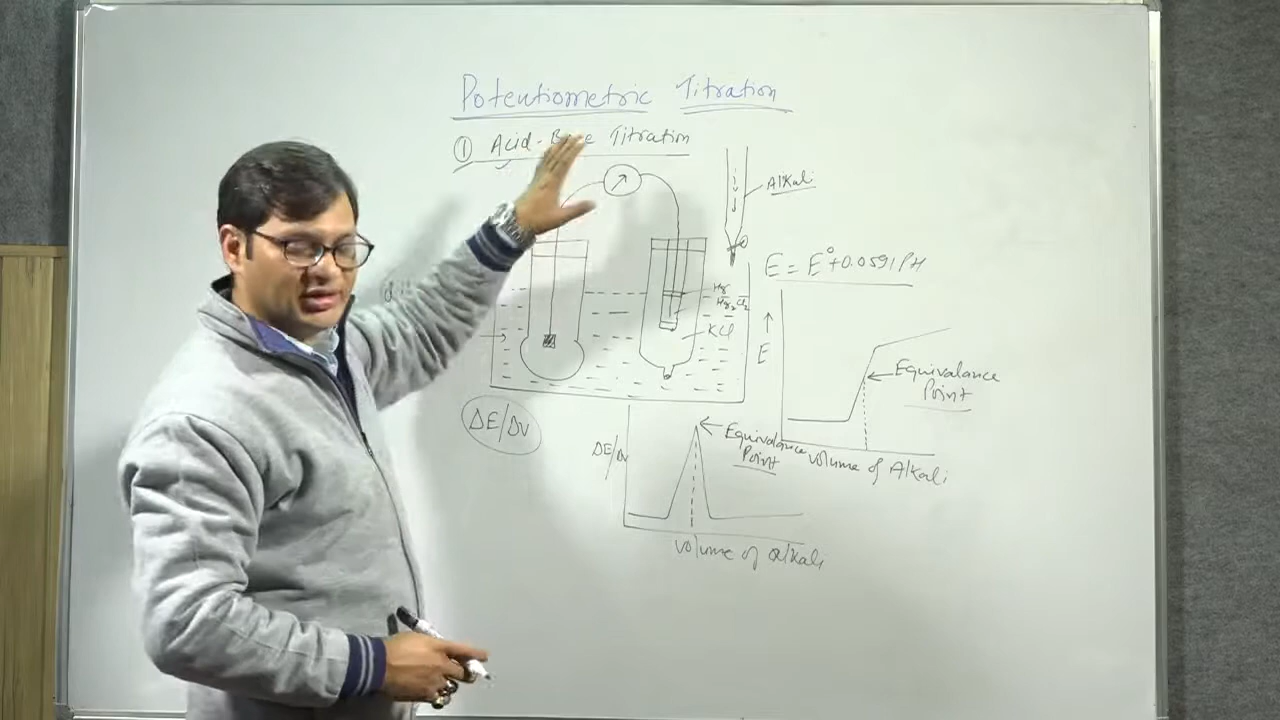 Potentiometric Titration
① Acid-Base Titration
Alkali
E = E° + 0.0591 PH
Hg
Hg₂Cl₂
KCl
↑
E
Equivalance
Point
Volume of Alkali
ΔE/ΔV
ΔE/ΔV
Equivalance
Point
Volume of alkali